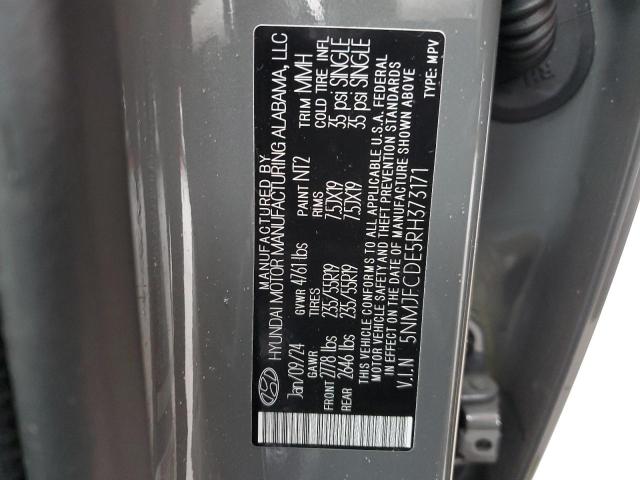 MANUFACTURED BY
HYUNDAI MOTOR MANUFACTURING ALABAMA, LLC
Jan/09/24 GVWR 4761 lbs PAINT NT2 TRIM MMH
GAWR TIRES RIMS COLD TIRE INFL
FRONT 2778 lbs 235/55R19 7.5JX19 35 psi SINGLE
REAR 2646 lbs 235/55R19 7.5JX19 35 psi SINGLE
THIS VEHICLE CONFORMS TO ALL APPLICABLE U.S.A. FEDERAL
MOTOR VEHICLE SAFETY AND THEFT PREVENTION STANDARDS
IN EFFECT ON THE DATE OF MANUFACTURE SHOWN ABOVE
V.I.N 5NMJFCDE5RH373171 TYPE: MPV
RH